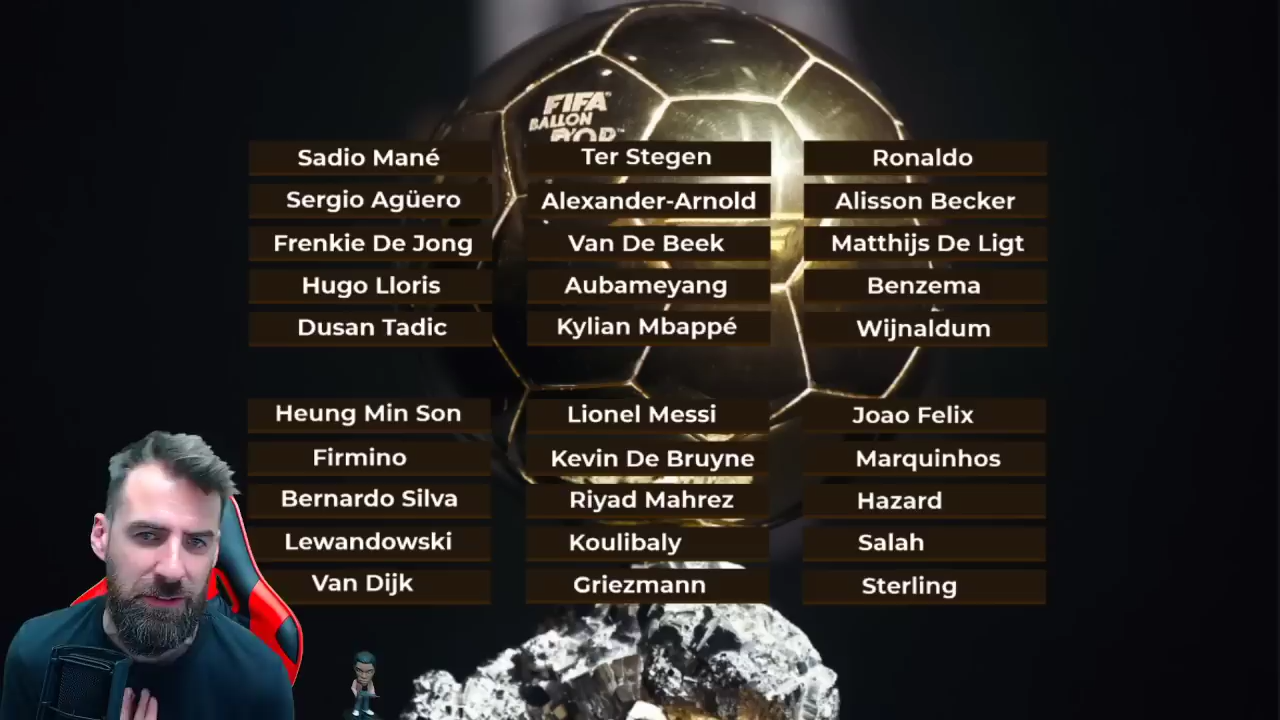 FIFA
BALLON
D'OR
Sadio Mané
Ter Stegen
Ronaldo
Sergio Agüero
Alexander-Arnold
Alisson Becker
Frenkie De Jong
Van De Beek
Matthijs De Ligt
Hugo Lloris
Aubameyang
Benzema
Dusan Tadic
Kylian Mbappé
Wijnaldum
Heung Min Son
Lionel Messi
Joao Felix
Firmino
Kevin De Bruyne
Marquinhos
Bernardo Silva
Riyad Mahrez
Hazard
Lewandowski
Koulibaly
Salah
Van Dijk
Griezmann
Sterling